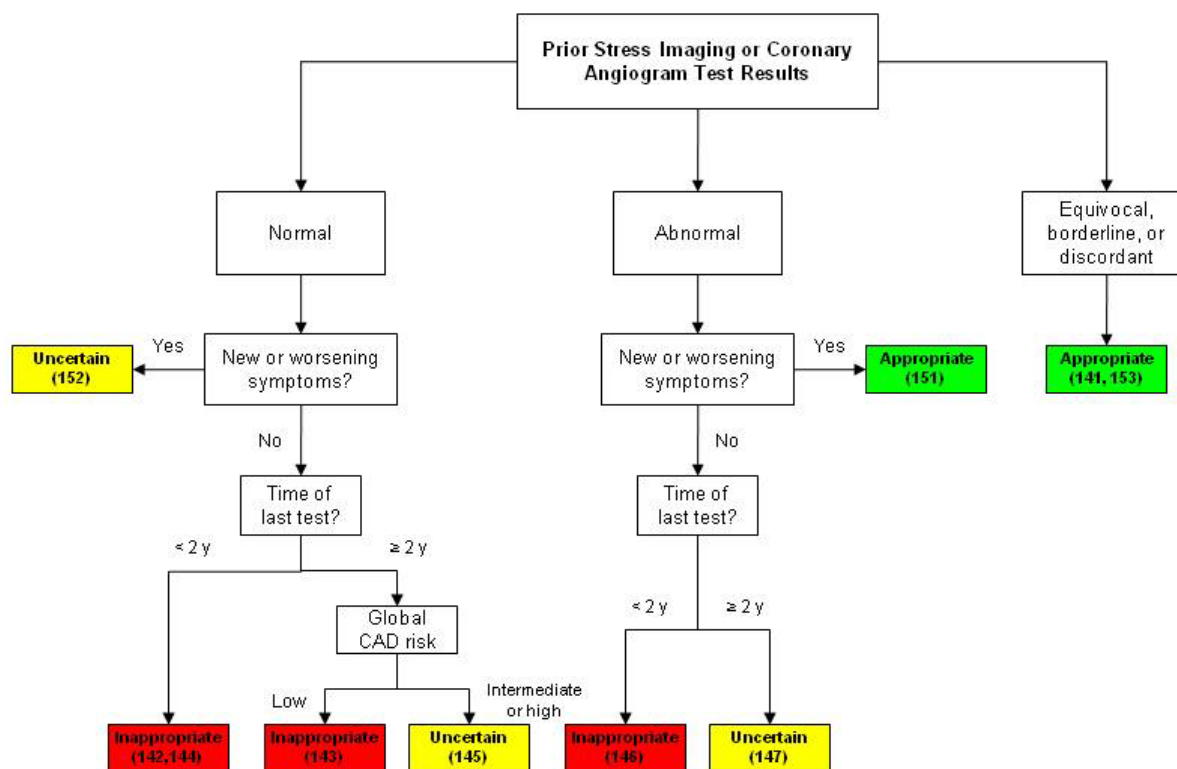 Prior Stress Imaging or Coronary
Angiogram Test Results
Normal
Abnormal
Equivocal,
borderline, or
discordant
Uncertain
(152)
Yes
New or worsening
symptoms?
New or worsening
symptoms?
Yes
Appropriate
(151)
Appropriate
(141, 153)
No
No
Time of
last test?
Time of
last test?
< 2 y
≥ 2 y
Global
CAD risk
< 2 y
≥ 2 y
Low
Intermediate
or high
Inappropriate
(142,144)
Inappropriate
(143)
Uncertain
(145)
Inappropriate
(146)
Uncertain
(147)